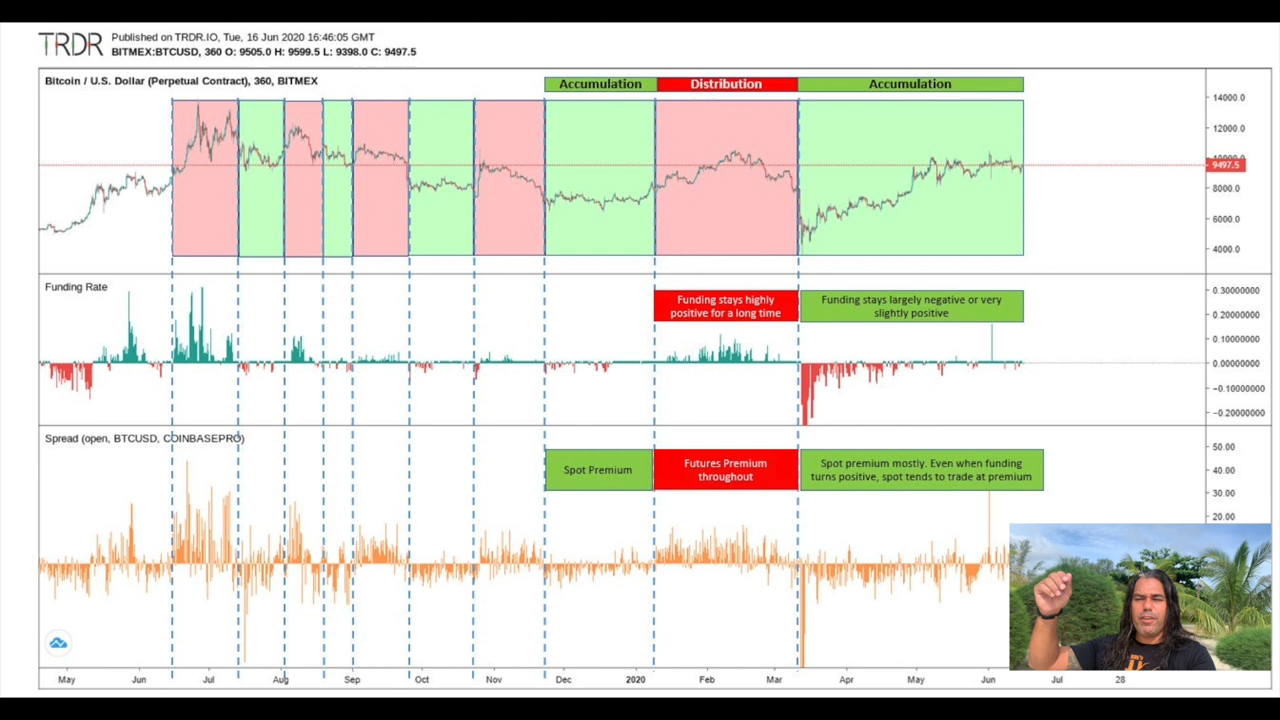 TRDR
Published on TRDR.IO, Tue, 16 Jun 2020 16:46:05 GMT
BITMEX:BTCUSD, 360 O: 9505.0 H: 9599.5 L: 9398.0 C: 9497.5
Bitcoin / U.S. Dollar (Perpetual Contract), 360, BITMEX
Accumulation
Distribution
Accumulation
14000.0
12000.0
10000.0
9497.5
8000.0
6000.0
4000.0
Funding Rate
Funding stays highly
positive for a long time
Funding stays largely negative or very
slightly positive
0.30000000
0.20000000
0.10000000
0.00000000
-0.10000000
-0.20000000
Spread (open, BTCUSD, COINBASEPRO)
Spot Premium
Futures Premium
throughout
Spot premium mostly. Even when funding
turns positive, spot tends to trade at premium
50.00
40.00
30.00
20.00
May Jun Jul Aug Sep Oct Nov Dec 2020 Feb Mar Apr May Jun Jul 28